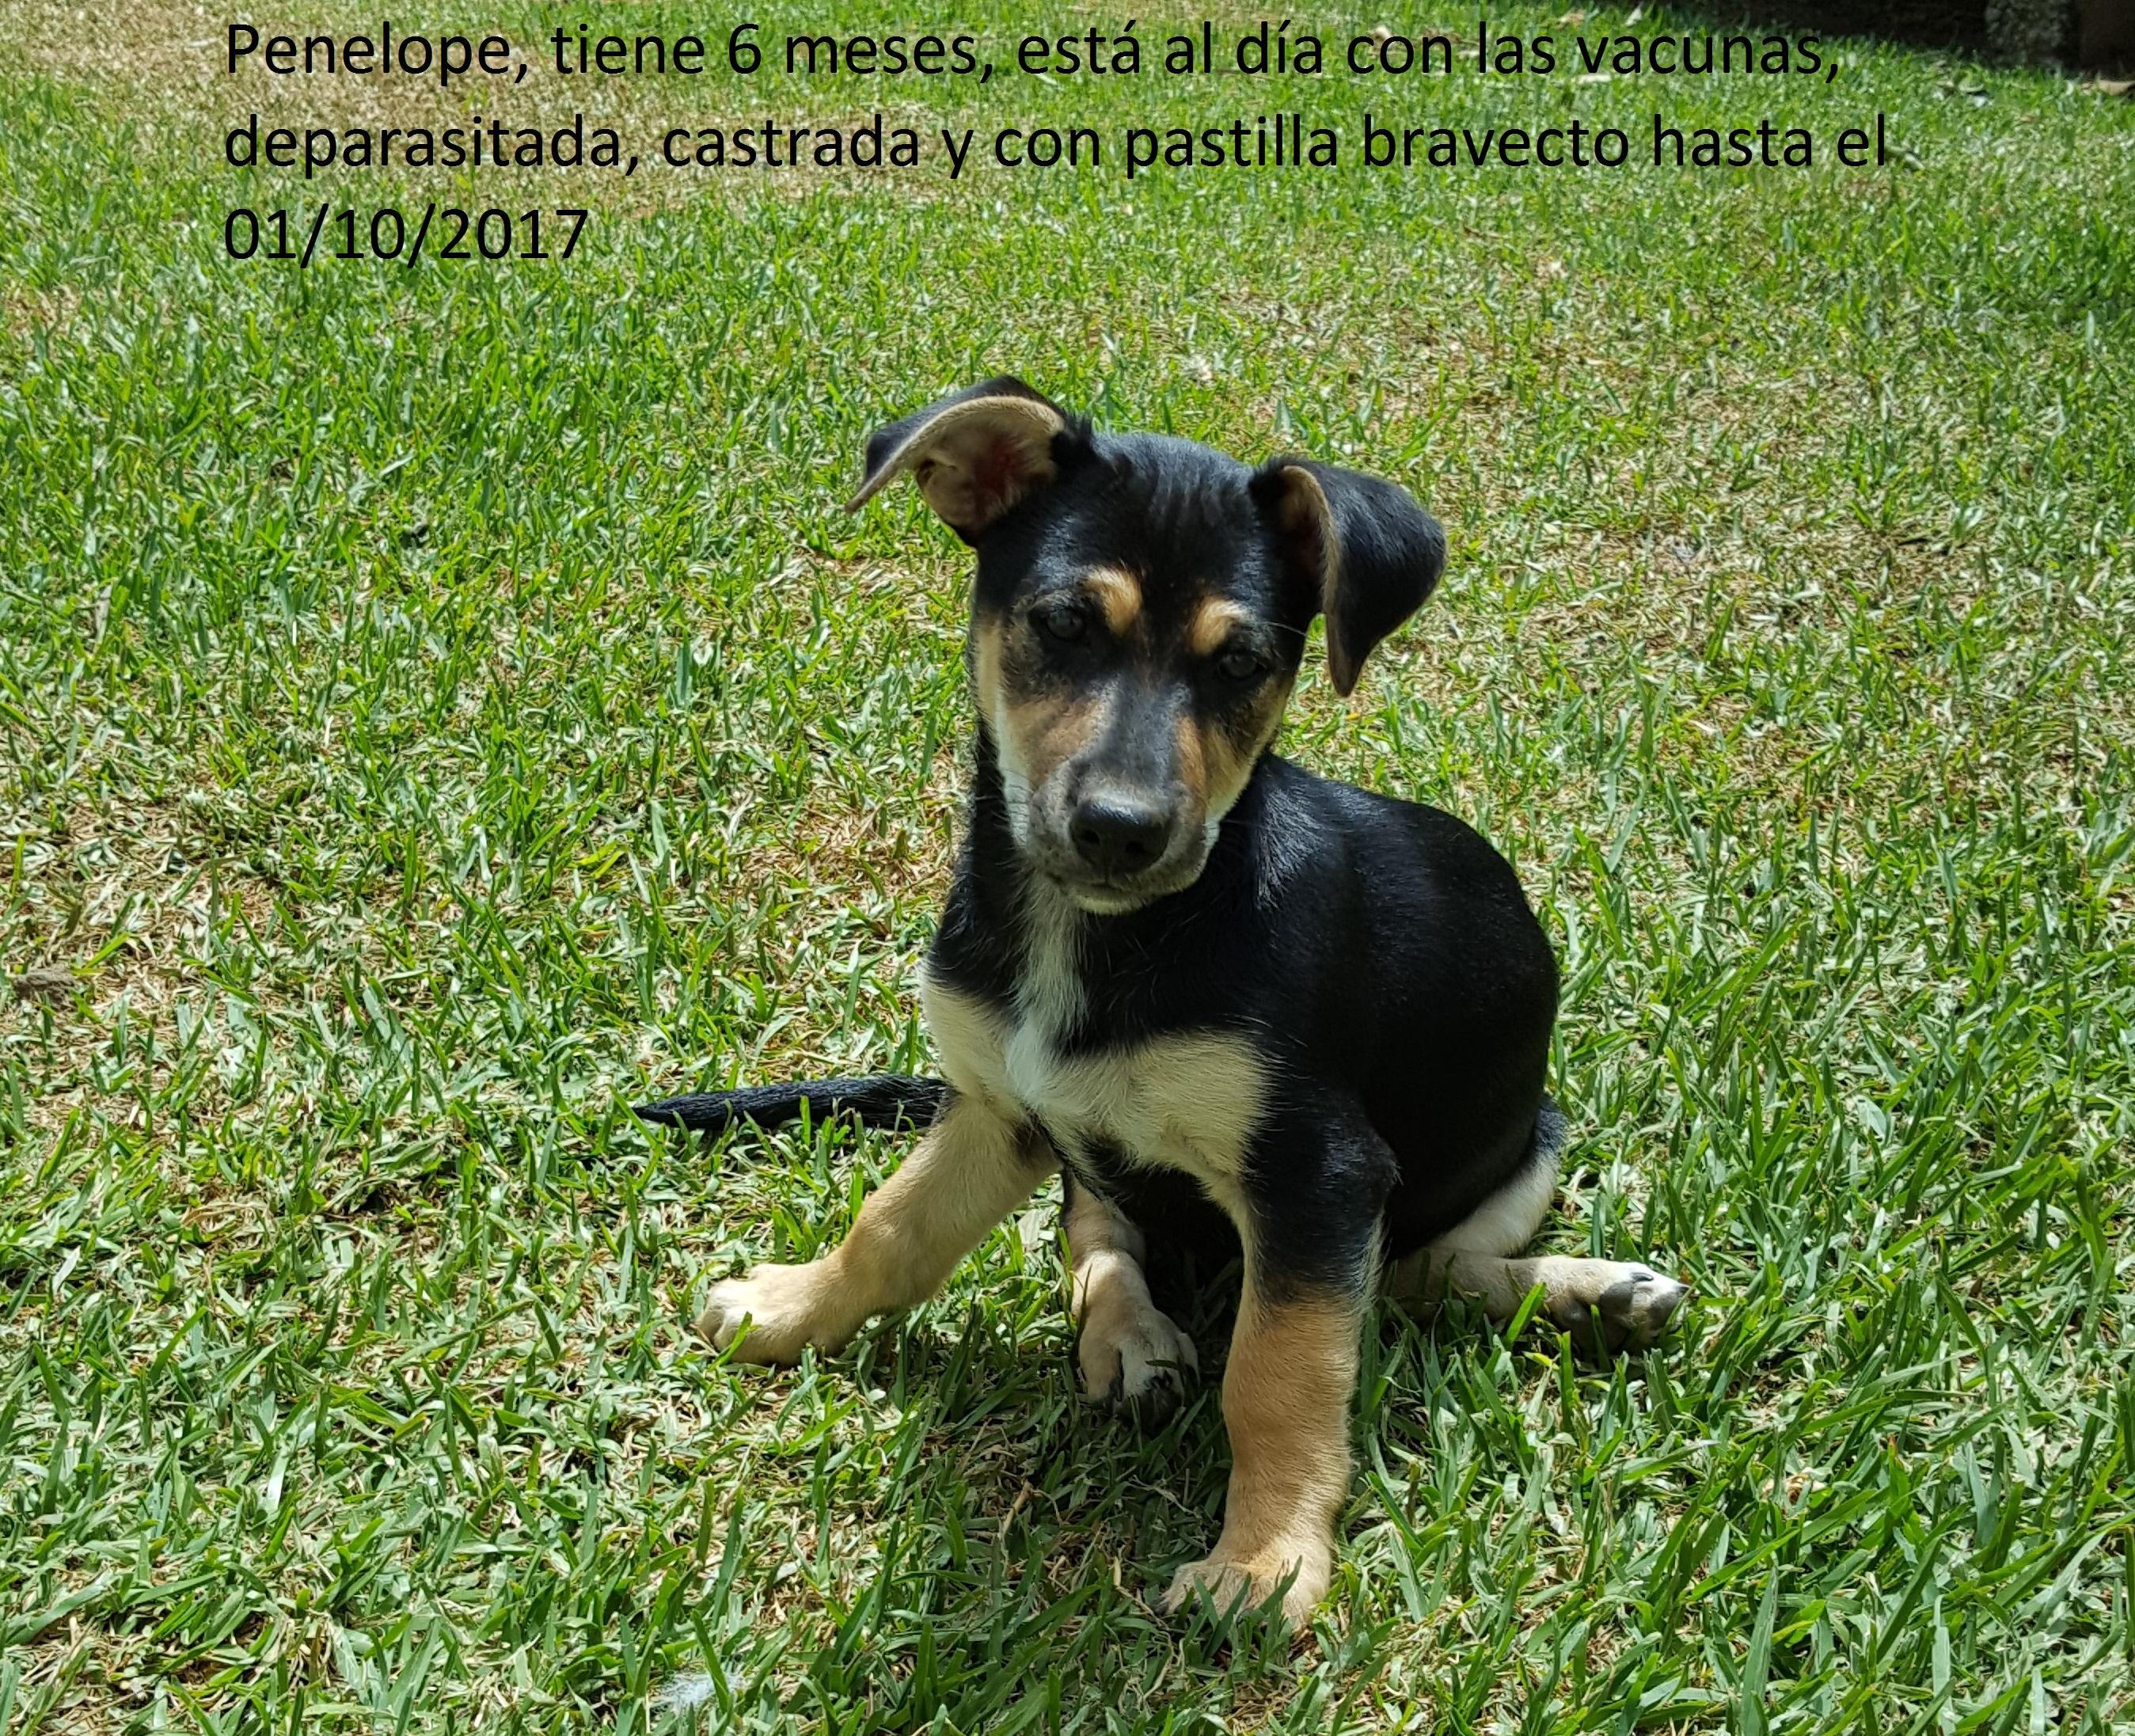 Penelope, tiene 6 meses, está al día con las vacunas,
deparasitada, castrada y con pastilla bravecto hasta el
01/10/2017